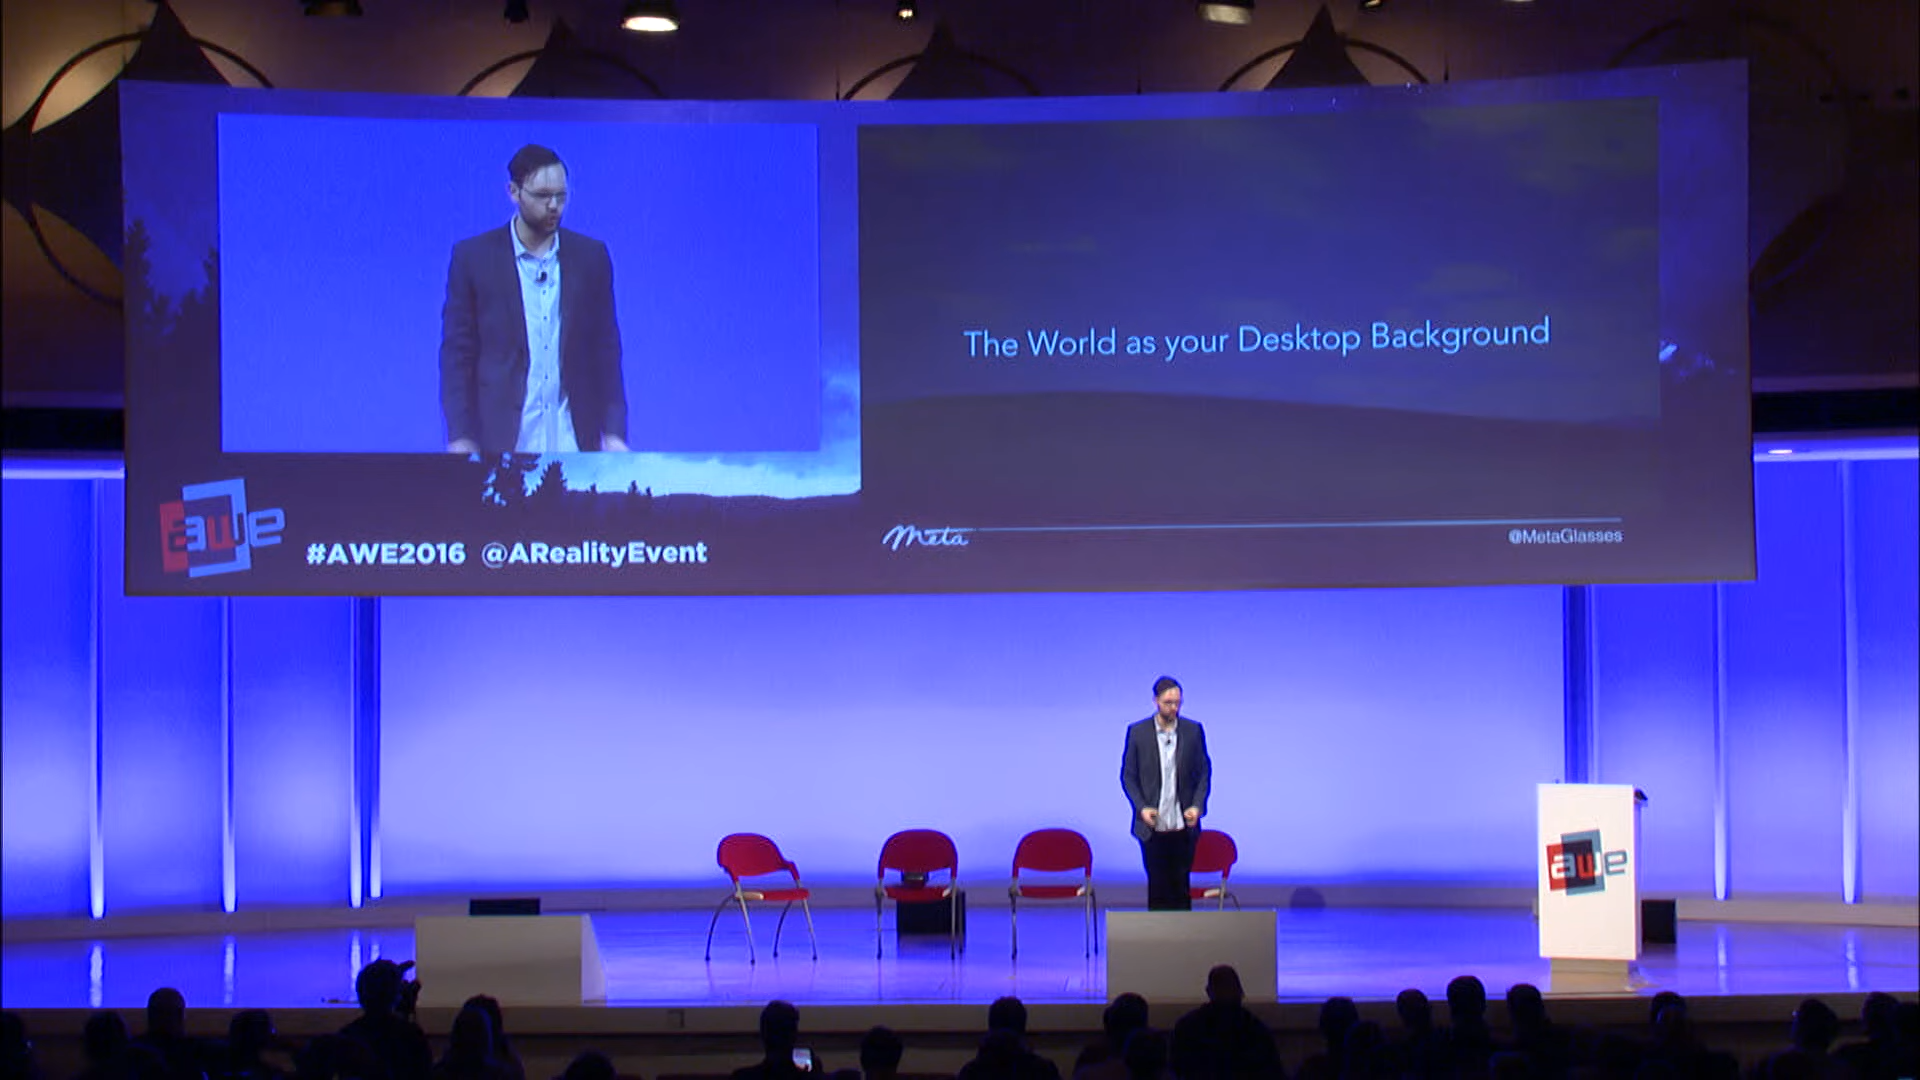 The World as your Desktop Background
awe
#AWE2016 @ARealityEvent
Meta
@MetaGlasses
awe